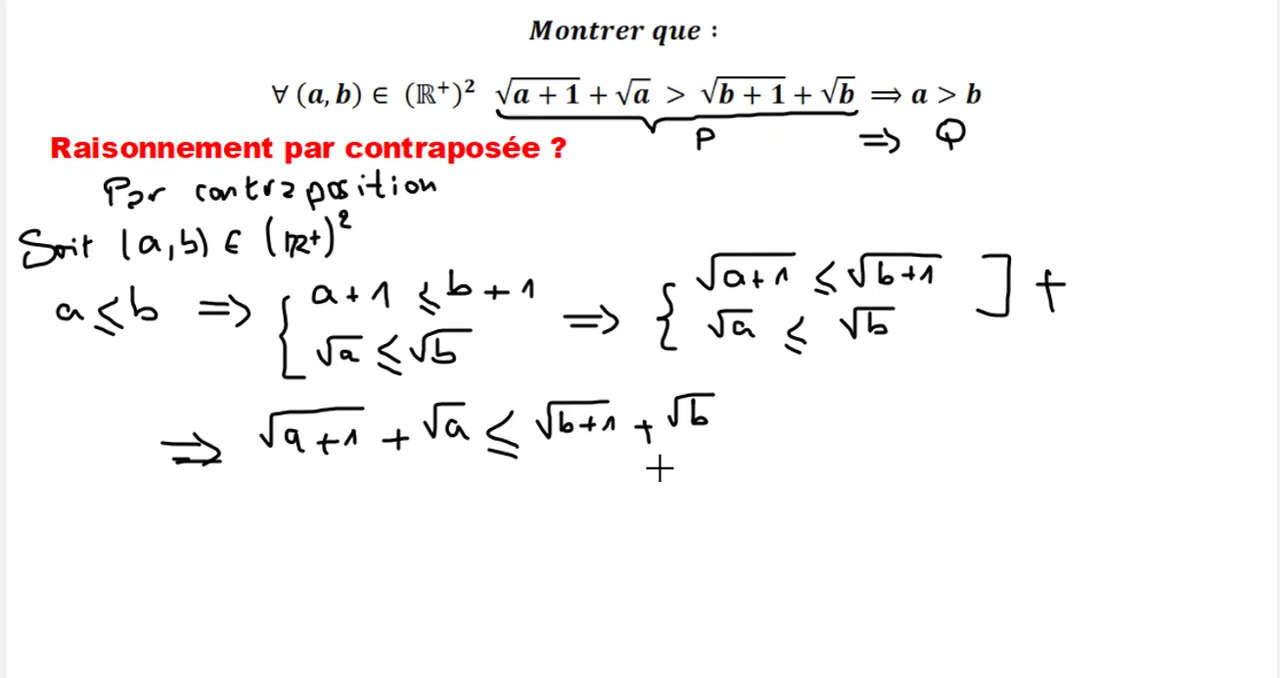 Montrer que :
∀ (a, b) ∈ (ℝ⁺)² √(a + 1) + √a > √(b + 1) + √b ⟹ a > b
P ⟹ Q
Raisonnement par contraposée ?
Par contraposition
Soit (a, b) ∈ (ℝ⁺)²
a ≤ b ⟹ { a + 1 ≤ b + 1 ⟹ { √(a+1) ≤ √(b+1) ] +
√a ≤ √b √a ≤ √b
⟹ √(a+1) + √a ≤ √(b+1) + √b